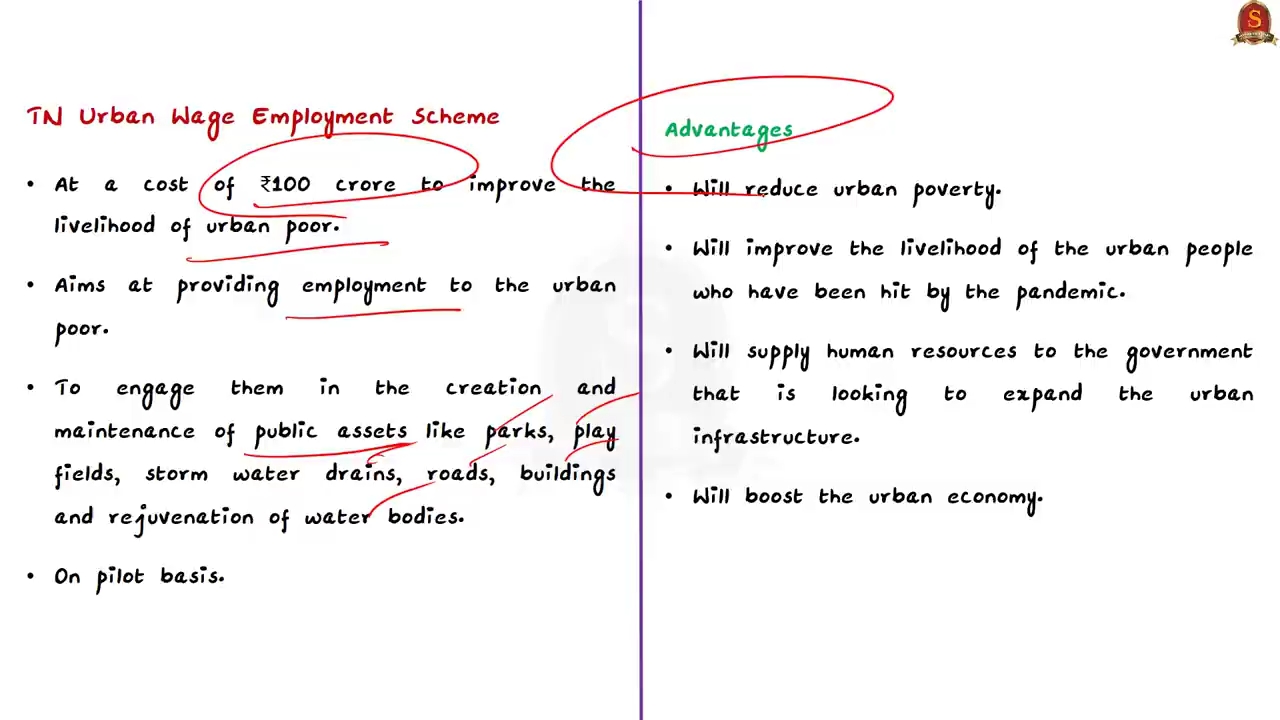 TN Urban Wage Employment Scheme
• At a cost of ₹100 crore to improve the
livelihood of urban poor.
• Aims at providing employment to the urban
poor.
• To engage them in the creation and
maintenance of public assets like parks, play
fields, storm water drains, roads, buildings
and rejuvenation of water bodies.
• On pilot basis.
Advantages
• Will reduce urban poverty.
• Will improve the livelihood of the urban people
who have been hit by the pandemic.
• Will supply human resources to the government
that is looking to expand the urban
infrastructure.
• Will boost the urban economy.
S